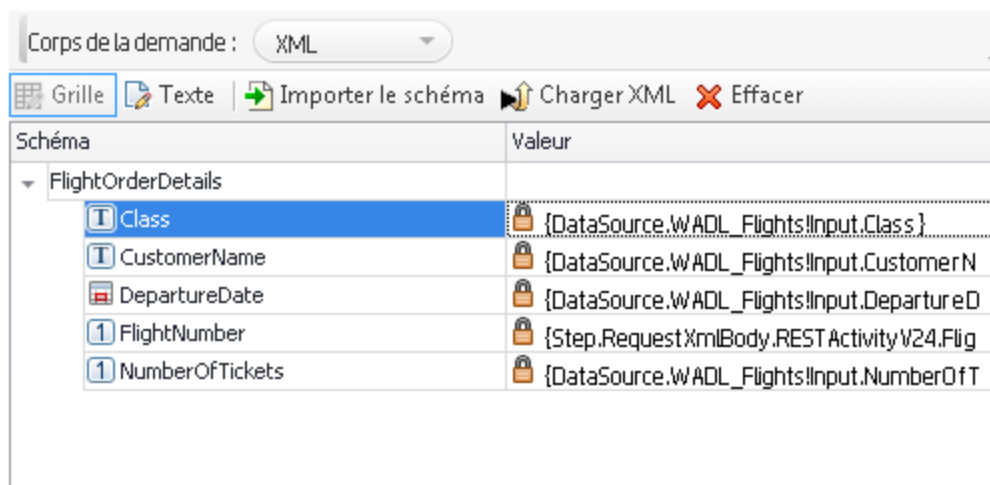 Corps de la demande : XML
Grille Texte Importer le schéma Charger XML Effacer
Schéma Valeur
FlightOrderDetails
Class {DataSource.WADL_Flights!Input.Class}
CustomerName {DataSource.WADL_Flights!Input.CustomerN
DepartureDate {DataSource.WADL_Flights!Input.DepartureD
FlightNumber {Step.RequestXmlBody.RESTActivityV24.Flig
NumberOfTickets {DataSource.WADL_Flights!Input.NumberOfT